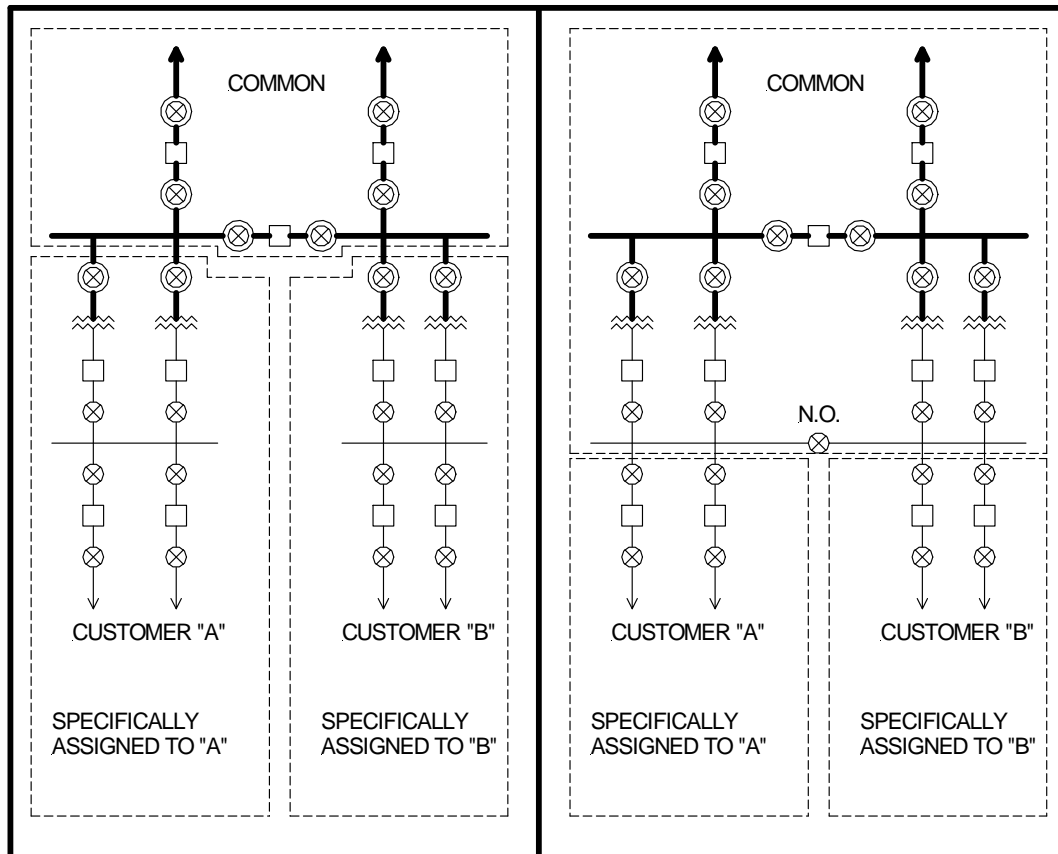 COMMON
CUSTOMER "A"
CUSTOMER "B"
SPECIFICALLY
ASSIGNED TO "A"
SPECIFICALLY
ASSIGNED TO "B"
COMMON
N.O.
CUSTOMER "A"
CUSTOMER "B"
SPECIFICALLY
ASSIGNED TO "A"
SPECIFICALLY
ASSIGNED TO "B"